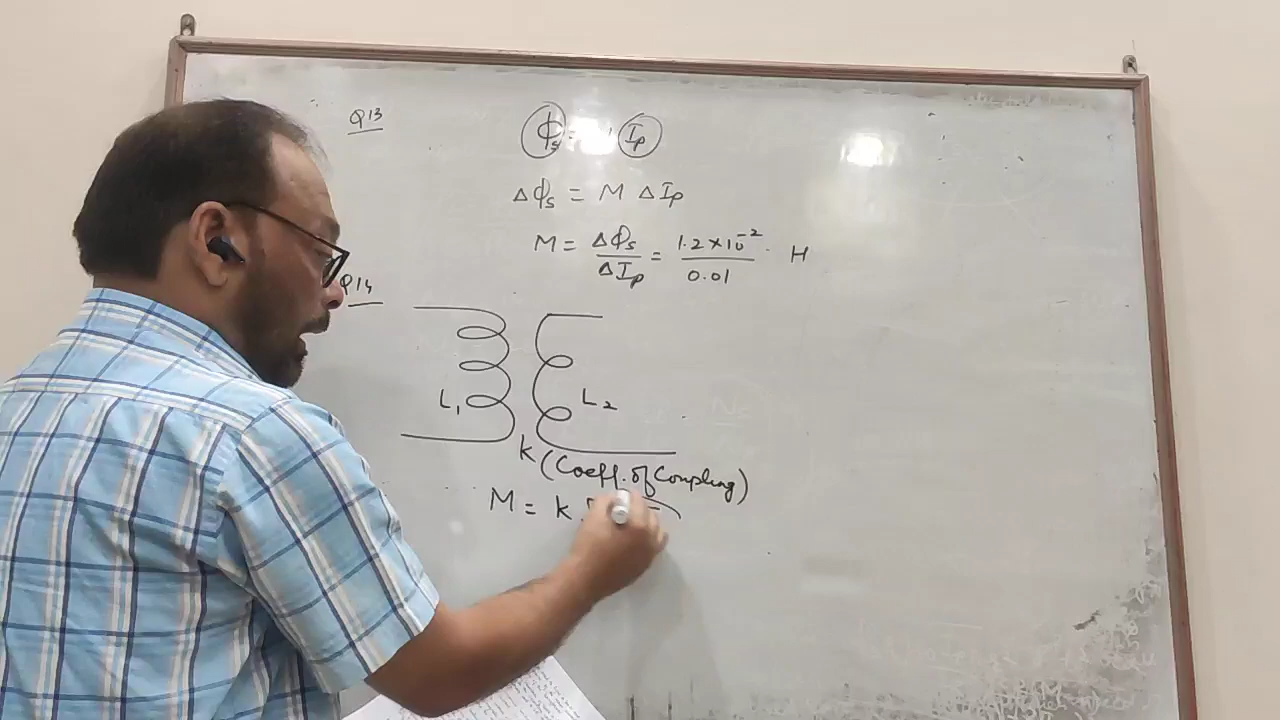 Q13
Φs = Ip
ΔΦs = M ΔIp
M = ΔΦs / ΔIp = 1.2 × 10⁻² / 0.01 H
Q14
L₁ L₂
k (Coeff. of Coupling)
M = k